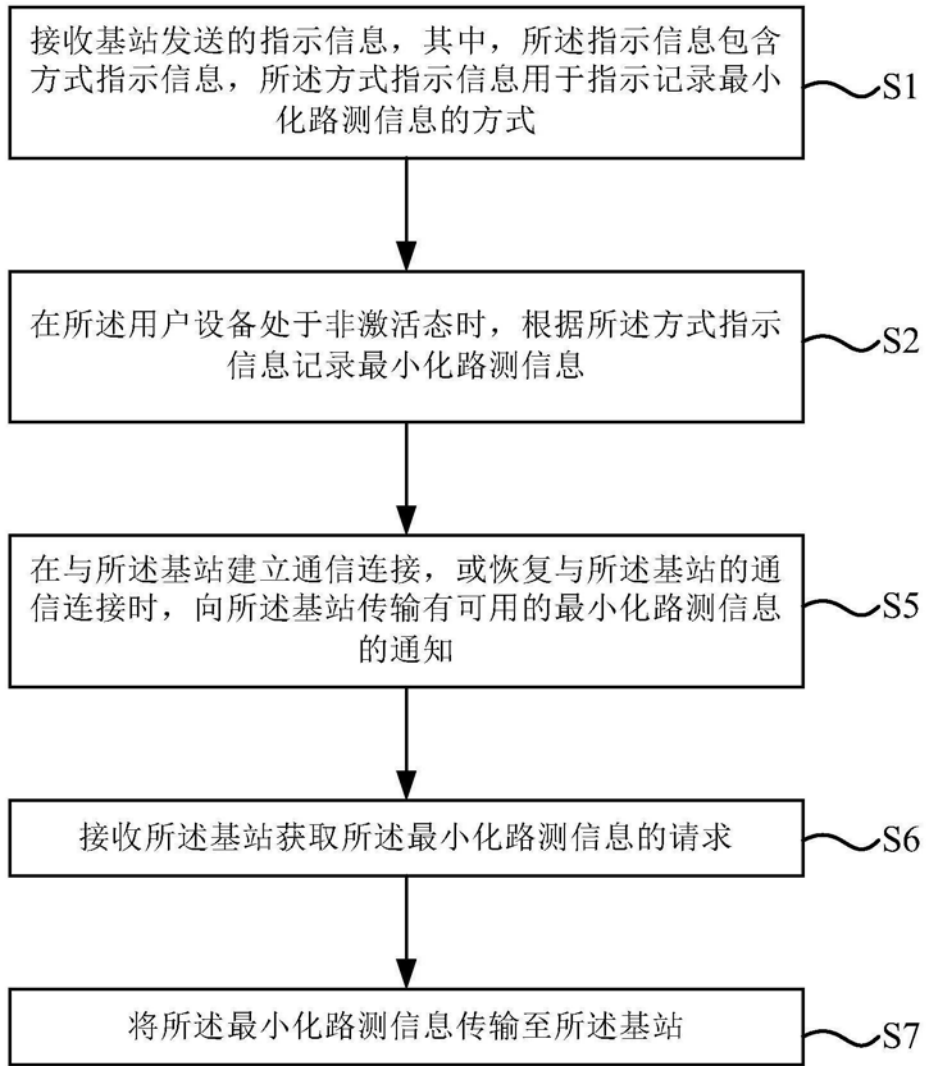 接收基站发送的指示信息，其中，所述指示信息包含
方式指示信息，所述方式指示信息用于指示记录最小
化路测信息的方式
S1
在所述用户设备处于非激活态时，根据所述方式指示
信息记录最小化路测信息
S2
在与所述基站建立通信连接，或恢复与所述基站的通
信连接时，向所述基站传输有可用的最小化路测信息
的通知
S5
接收所述基站获取所述最小化路测信息的请求
S6
将所述最小化路测信息传输至所述基站
S7